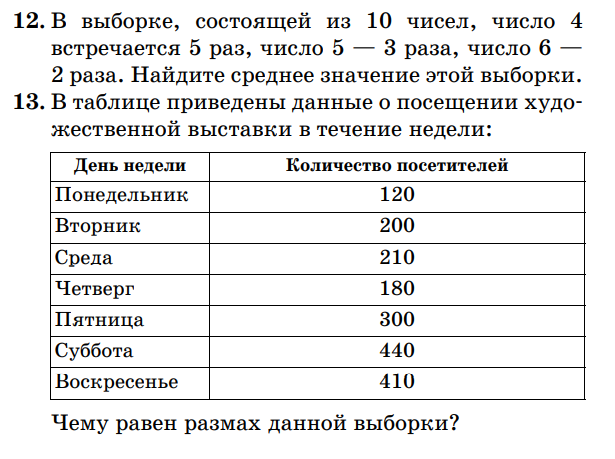 12. В выборке, состоящей из 10 чисел, число 4
встречается 5 раз, число 5 — 3 раза, число 6 —
2 раза. Найдите среднее значение этой выборки.
13. В таблице приведены данные о посещении худо-
жественной выставки в течение недели:
День недели Количество посетителей
Понедельник 120
Вторник 200
Среда 210
Четверг 180
Пятница 300
Суббота 440
Воскресенье 410
Чему равен размах данной выборки?